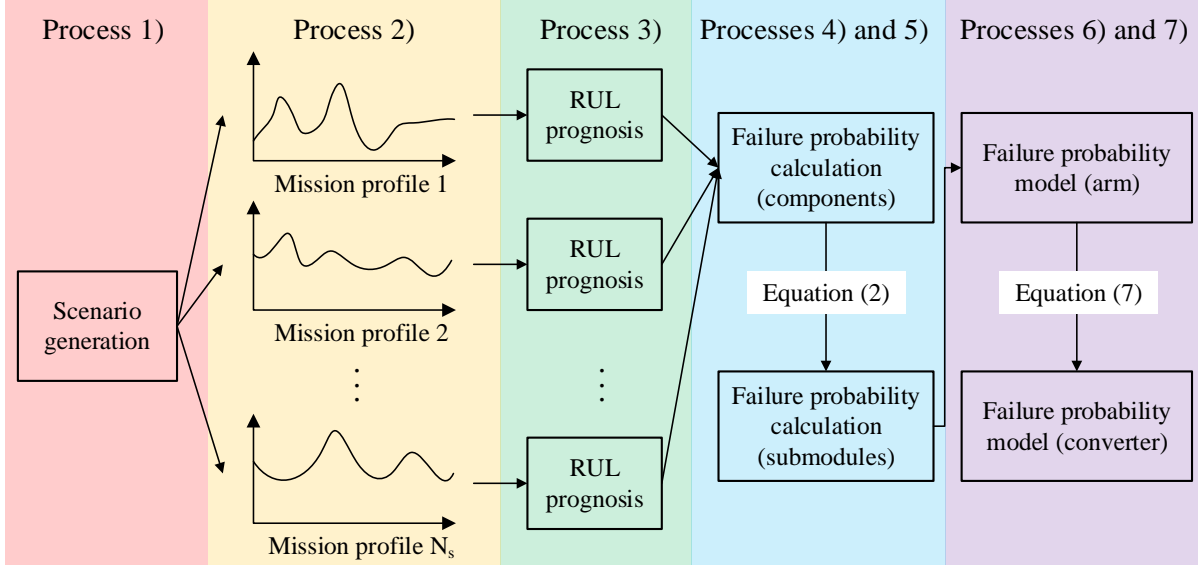 Process 1)
Process 2)
Process 3)
Processes 4) and 5)
Processes 6) and 7)
Scenario
generation
Mission profile 1
Mission profile 2
⋮
Mission profile Nₛ
RUL
prognosis
RUL
prognosis
⋮
RUL
prognosis
Failure probability
calculation
(components)
Equation (2)
Failure probability
calculation
(submodules)
Failure probability
model (arm)
Equation (7)
Failure probability
model (converter)